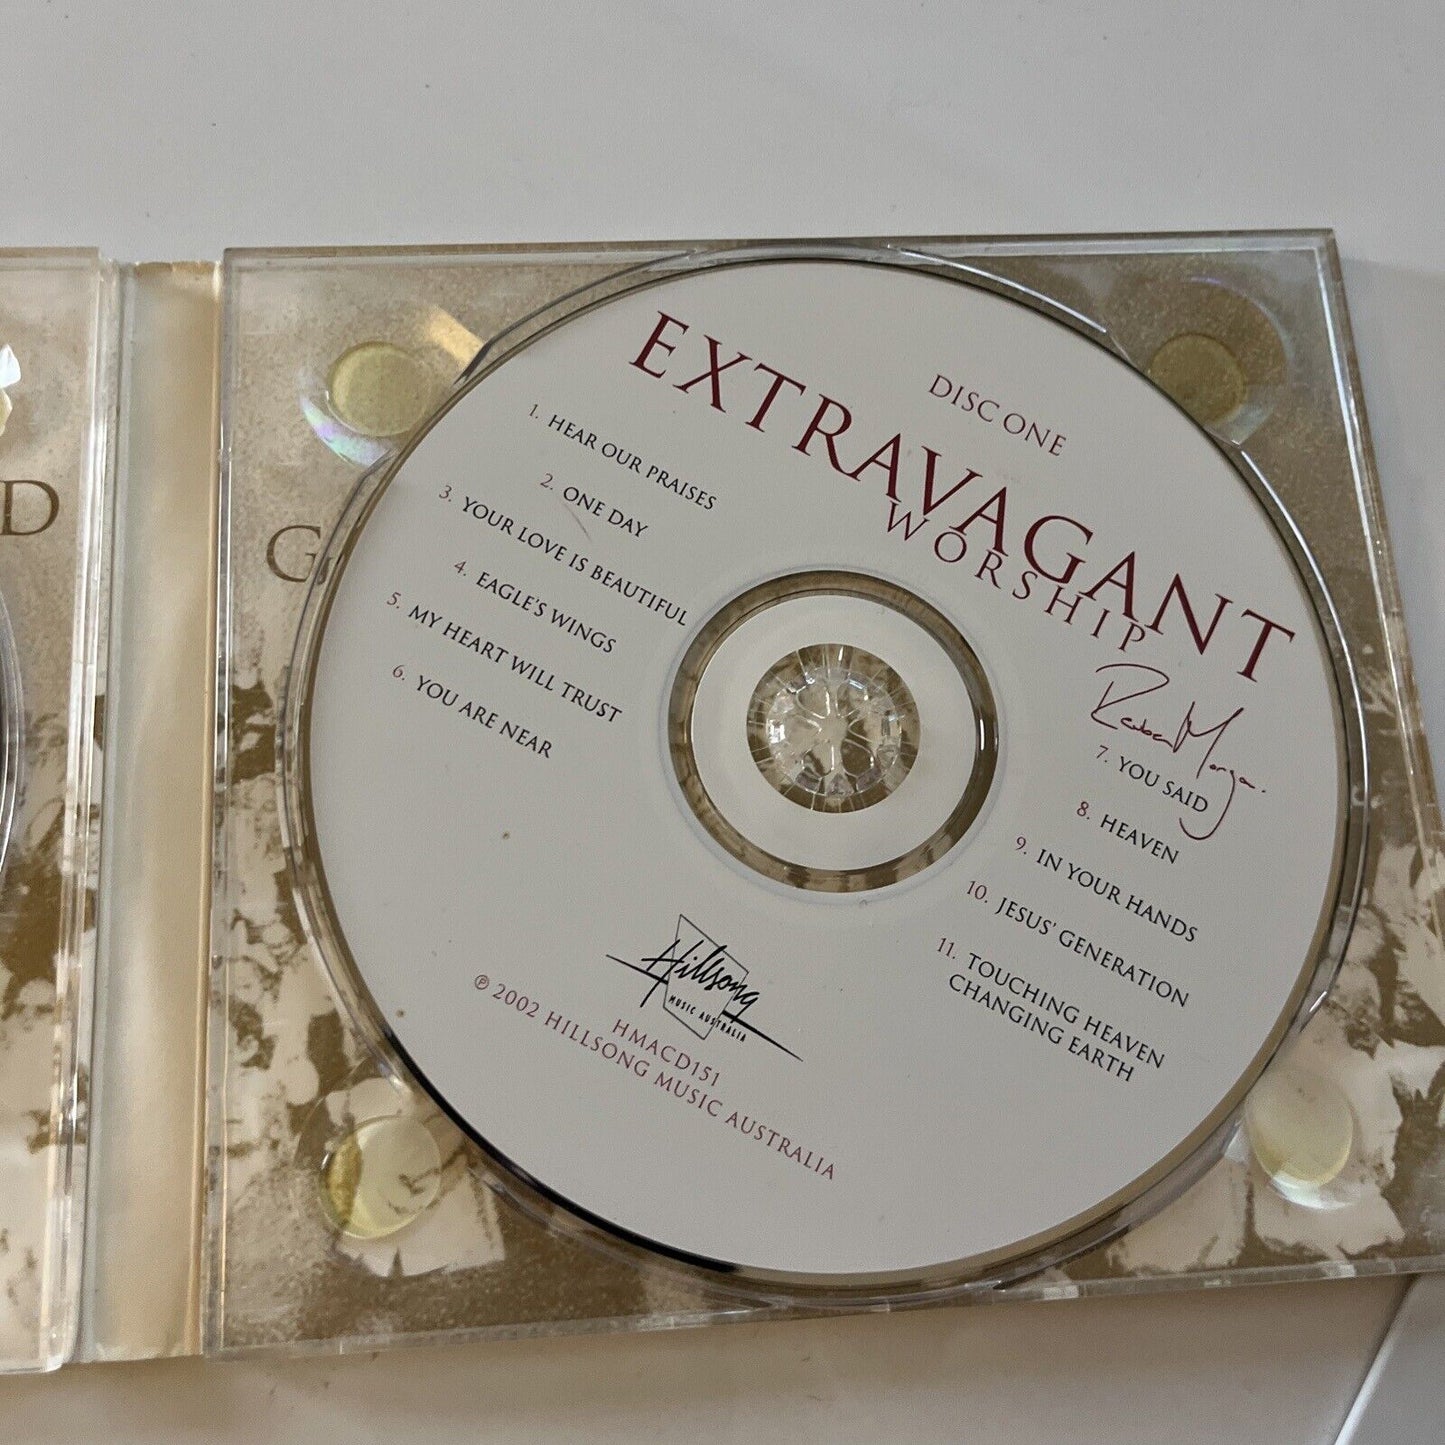 D
G
DISC ONE
EXTRAVAGANT
WORSHIP
Reuben Morgan.
1. HEAR OUR PRAISES
2. ONE DAY
3. YOUR LOVE IS BEAUTIFUL
4. EAGLE'S WINGS
5. MY HEART WILL TRUST
6. YOU ARE NEAR
7. YOU SAID
8. HEAVEN
9. IN YOUR HANDS
10. JESUS' GENERATION
11. TOUCHING HEAVEN
CHANGING EARTH
Hillsong
MUSIC AUSTRALIA
HMACD151
℗ 2002 HILLSONG MUSIC AUSTRALIA